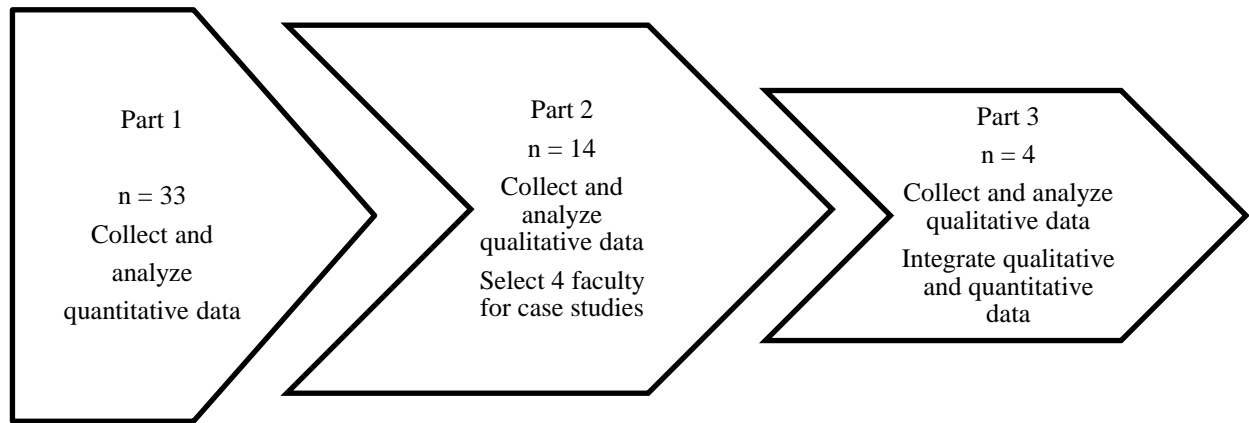 Part 1
n = 33
Collect and
analyze
quantitative data
Part 2
n = 14
Collect and
analyze
qualitative data
Select 4 faculty
for case studies
Part 3
n = 4
Collect and analyze
qualitative data
Integrate qualitative
and quantitative
data